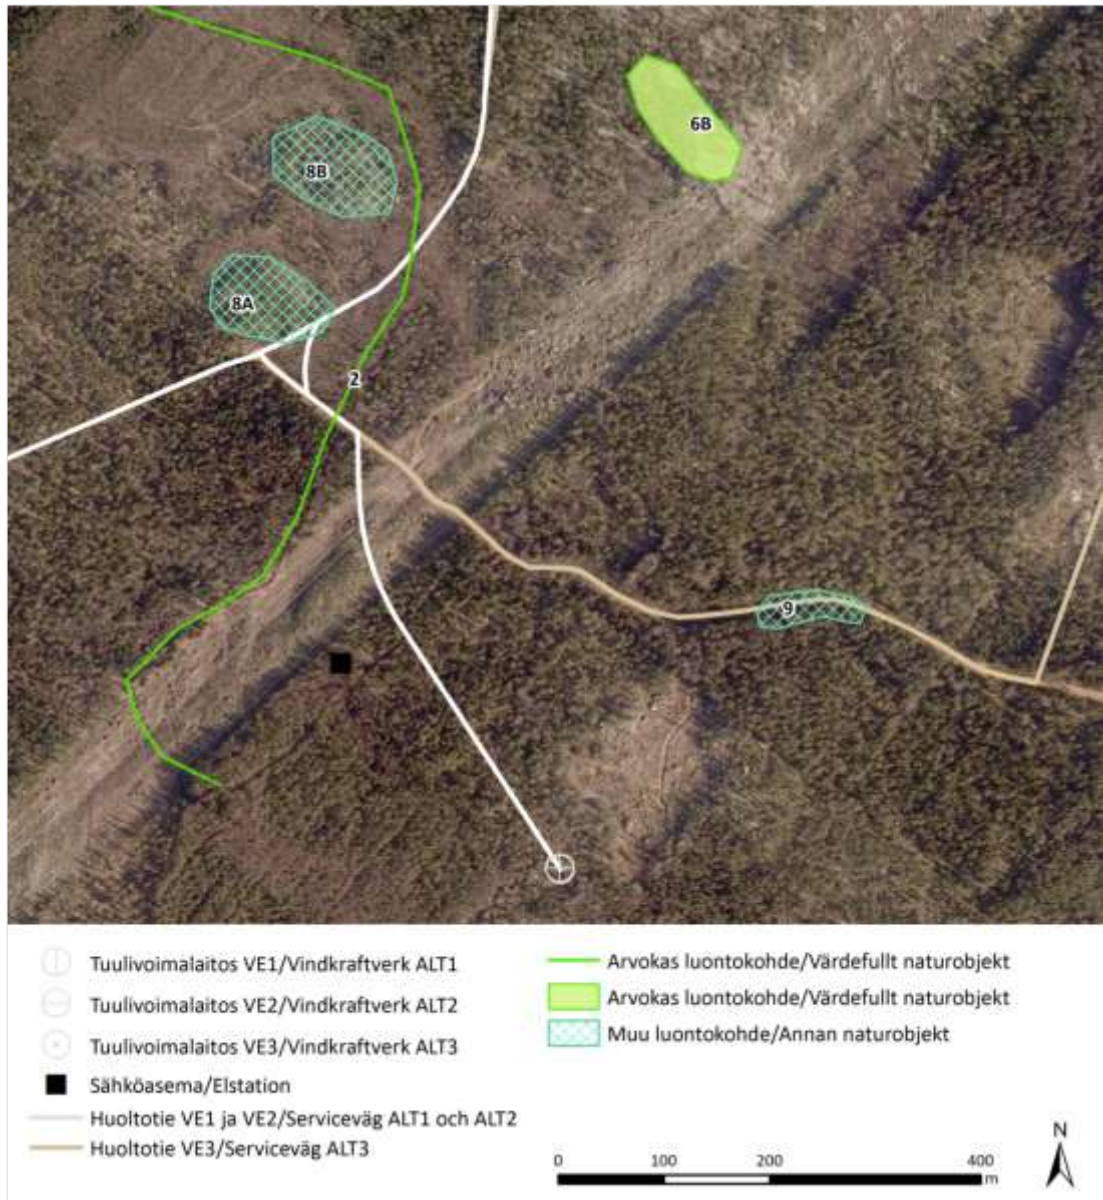 6B
8B
8A
2
9
Tuulivoimalaitos VE1/Vindkraftverk ALT1
Tuulivoimalaitos VE2/Vindkraftverk ALT2
Tuulivoimalaitos VE3/Vindkraftverk ALT3
Sähköasema/Elstation
Huoltotie VE1 ja VE2/Serviceväg ALT1 och ALT2
Huoltotie VE3/Serviceväg ALT3
Arvokas luontokohde/Värdefullt naturobjekt
Arvokas luontokohde/Värdefullt naturobjekt
Muu luontokohde/Annan naturobjekt
N
0 100 200 400
m